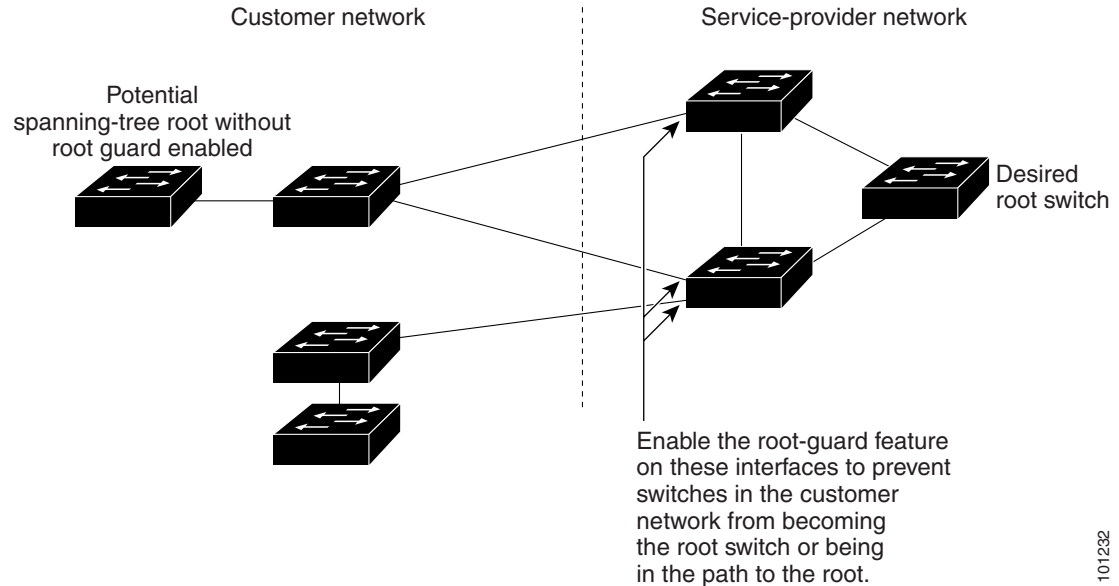 Customer network
Service-provider network
Potential
spanning-tree root without
root guard enabled
Desired
root switch
Enable the root-guard feature
on these interfaces to prevent
switches in the customer
network from becoming
the root switch or being
in the path to the root.
101232